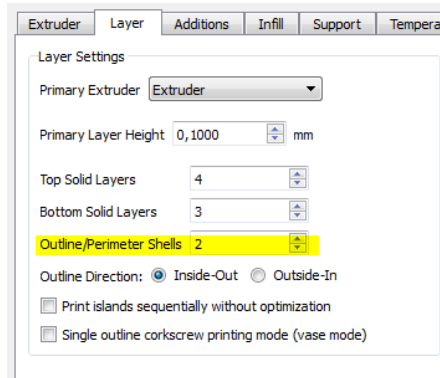 Extruder Layer Additions Infill Support Tempera
Layer Settings
Primary Extruder Extruder
Primary Layer Height 0,1000 mm
Top Solid Layers 4
Bottom Solid Layers 3
Outline/Perimeter Shells 2
Outline Direction: Inside-Out Outside-In
Print islands sequentially without optimization
Single outline corkscrew printing mode (vase mode)